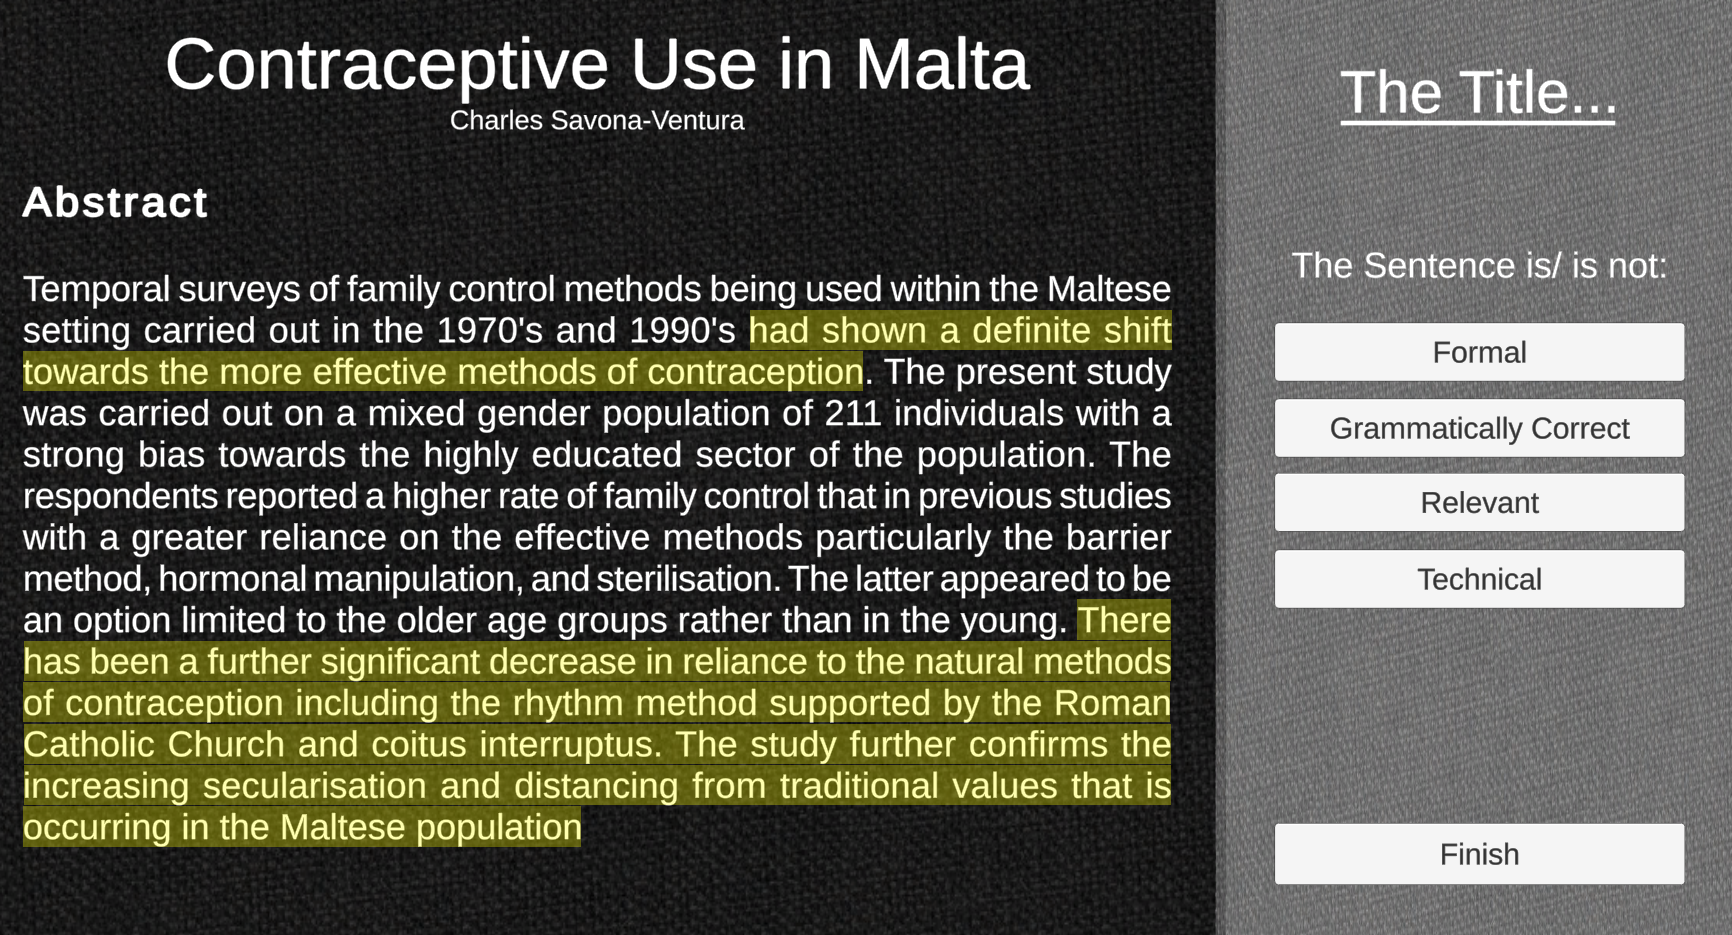 Contraceptive Use in Malta
Charles Savona-Ventura
Abstract
Temporal surveys of family control methods being used within the Maltese
setting carried out in the 1970's and 1990's had shown a definite shift
towards the more effective methods of contraception. The present study
was carried out on a mixed gender population of 211 individuals with a
strong bias towards the highly educated sector of the population. The
respondents reported a higher rate of family control that in previous studies
with a greater reliance on the effective methods particularly the barrier
method, hormonal manipulation, and sterilisation. The latter appeared to be
an option limited to the older age groups rather than in the young. There
has been a further significant decrease in reliance to the natural methods
of contraception including the rhythm method supported by the Roman
Catholic Church and coitus interruptus. The study further confirms the
increasing secularisation and distancing from traditional values that is
occurring in the Maltese population
The Title...
The Sentence is/ is not:
Formal
Grammatically Correct
Relevant
Technical
Finish